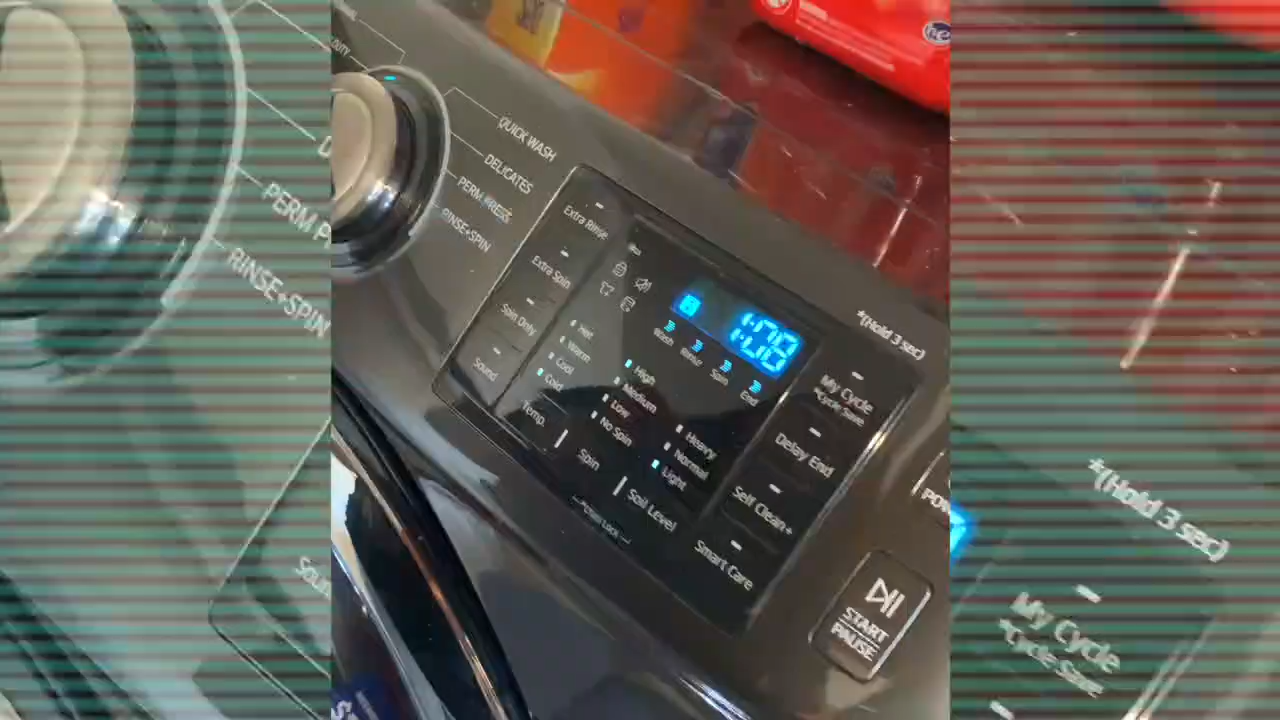 QUICK WASH
DELICATES
PERM PRESS
RINSE+SPIN
Extra Rinse
Extra Spin
Spin Only
Sound
1:08
Wash
Rinse
Spin
End
Hot
Warm
Cool
Cold
Temp.
High
Medium
Low
No Spin
Spin
Heavy
Normal
Light
Soil Level
*(Hold 3 sec)
My Cycle
*Cycle Save
Delay End
Self Clean+
Smart Care
START
PAUSE
PERM P
RINSE+SPIN
Sou
*(Hold 3 sec)
My Cycle
*Cycle Save